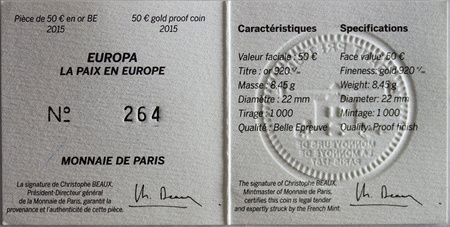 Pièce de 50 € en or BE
2015
50 € gold proof coin
2015
EUROPA
LA PAIX EN EUROPE
Nº 264
MONNAIE DE PARIS
La signature de Christophe BEAUX,
Président-Directeur général
de la Monnaie de Paris, garantit la
provenance et l'authenticité de cette pièce.
Caractéristiques
Valeur faciale : 50 €
Titre : or 920 ‰
Masse : 8,45 g
Diamètre : 22 mm
Tirage : 1 000
Qualité : Belle Epreuve
Specifications
Face value: 50 €
Fineness: gold 920 ‰
Weight: 8,45 g
Diameter: 22 mm
Mintage: 1 000
Quality: Proof finish
The signature of Christophe BEAUX,
Mintmaster of Monnaie de Paris,
certifies this coin is legal tender
and expertly struck by the French Mint.